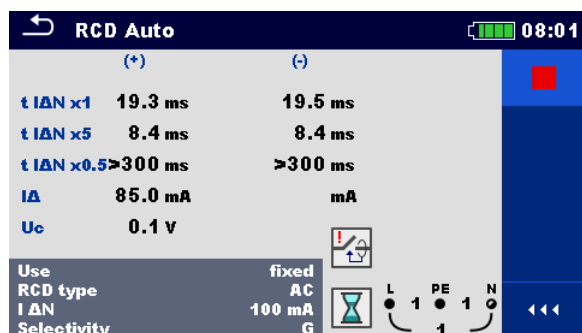 RCD Auto 08:01
(+) (-)
t IΔN x1 19.3 ms 19.5 ms
t IΔN x5 8.4 ms 8.4 ms
t IΔN x0.5 >300 ms >300 ms
IΔ 85.0 mA mA
Uc 0.1 V
!
Use fixed
RCD type AC
I ΔN 100 mA
Selectivity G
L PE N
1 1
1